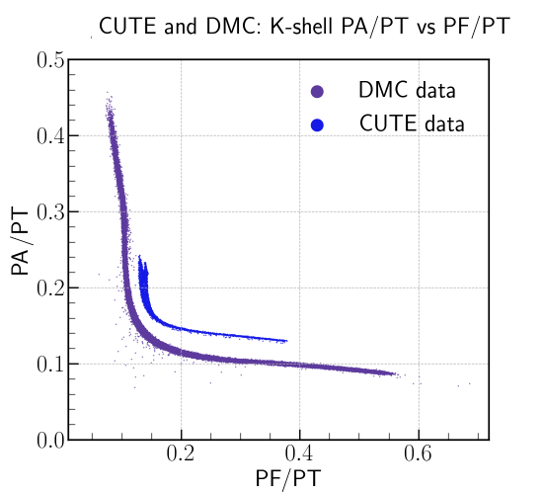 CUTE and DMC: K-shell PA/PT vs PF/PT
0.5
DMC data
CUTE data
0.4
0.3
PA/PT
0.2
0.1
0.0
0.2
0.4
0.6
PF/PT